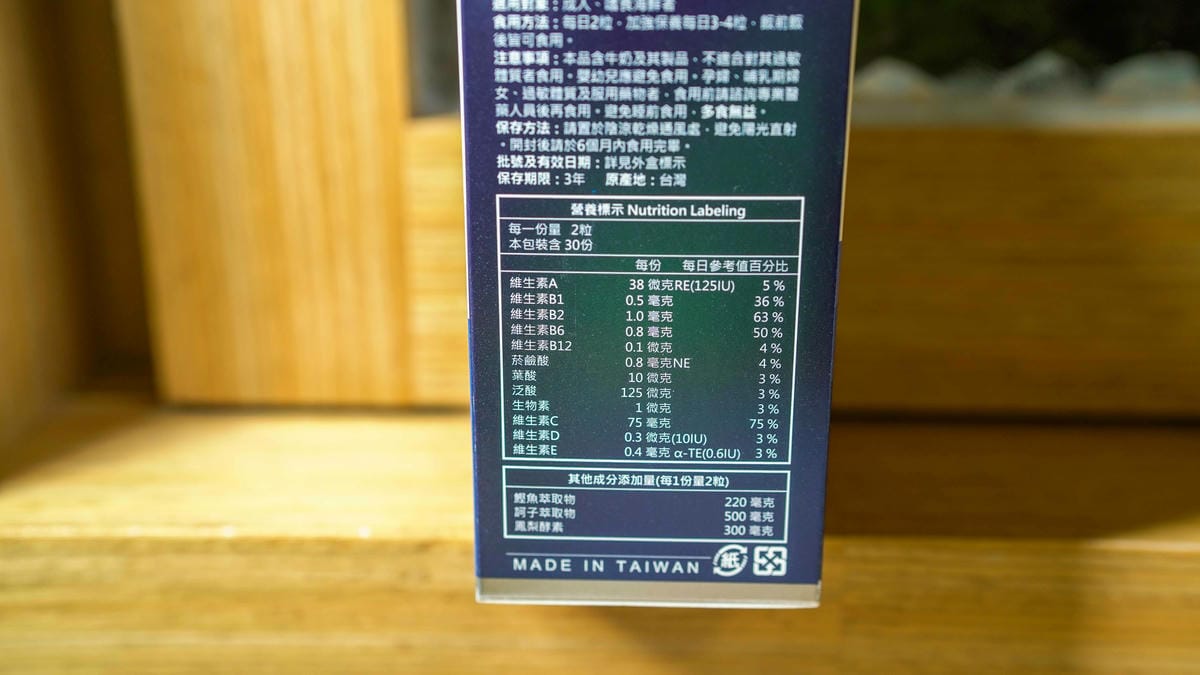 適用對象：成人、嗜食海鮮者
食用方法：每日2粒，加強保養每日3-4粒，飯前飯
後皆可食用。
注意事項：本品含牛奶及其製品，不適合對其過敏
體質者食用。嬰幼兒應避免食用。孕婦、哺乳期婦
女、過敏體質及服用藥物者，食用前請諮詢專業醫
藥人員後再食用。避免睡前食用，多食無益。
保存方法：請置於陰涼乾燥通風處，避免陽光直射
。開封後請於6個月內食用完畢。
批號及有效日期：詳見外盒標示
保存期限：3年 原產地：台灣
營養標示 Nutrition Labeling
每一份量 2粒
本包裝含 30份
每份 每日參考值百分比
維生素A 38 微克RE(125IU) 5 %
維生素B1 0.5 毫克 36 %
維生素B2 1.0 毫克 63 %
維生素B6 0.8 毫克 50 %
維生素B12 0.1 微克 4 %
菸鹼酸 0.8 毫克NE 4 %
葉酸 10 微克 3 %
泛酸 125 微克 3 %
生物素 1 微克 3 %
維生素C 75 毫克 75 %
維生素D 0.3 微克(10IU) 3 %
維生素E 0.4 毫克 α-TE(0.6IU) 3 %
其他成分添加量(每1份量2粒)
鰹魚萃取物 220 毫克
訶子萃取物 500 毫克
鳳梨酵素 300 毫克
MADE IN TAIWAN 紙